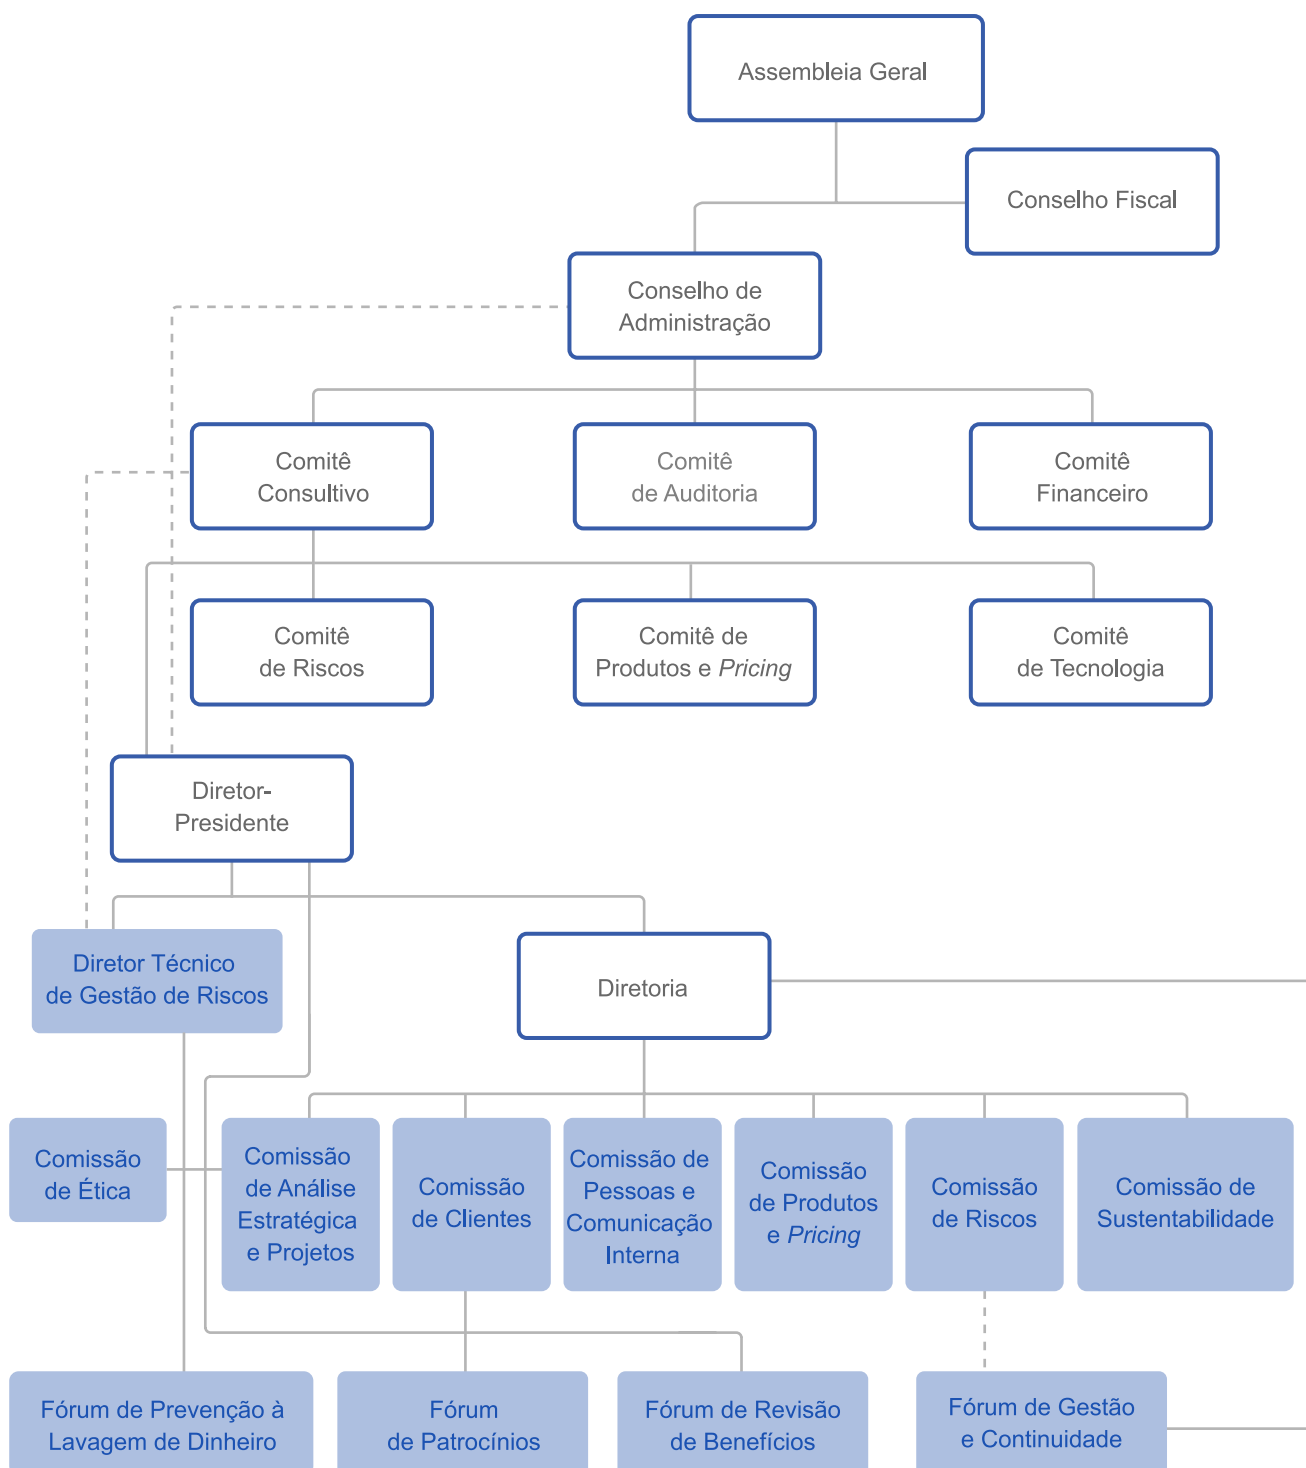 Assembleia Geral
Conselho Fiscal
Conselho de
Administração
Comitê
Consultivo
Comitê
de Auditoria
Comitê
Financeiro
Comitê
de Riscos
Comitê de
Produtos e Pricing
Comitê
de Tecnologia
Diretor-
Presidente
Diretor Técnico
de Gestão de Riscos
Diretoria
Comissão
de Ética
Comissão
de Análise
Estratégica
e Projetos
Comissão
de Clientes
Comissão de
Pessoas e
Comunicação
Interna
Comissão
de Produtos
e Pricing
Comissão
de Riscos
Comissão de
Sustentabilidade
Fórum de Prevenção à
Lavagem de Dinheiro
Fórum
de Patrocínios
Fórum de Revisão
de Benefícios
Fórum de Gestão
e Continuidade